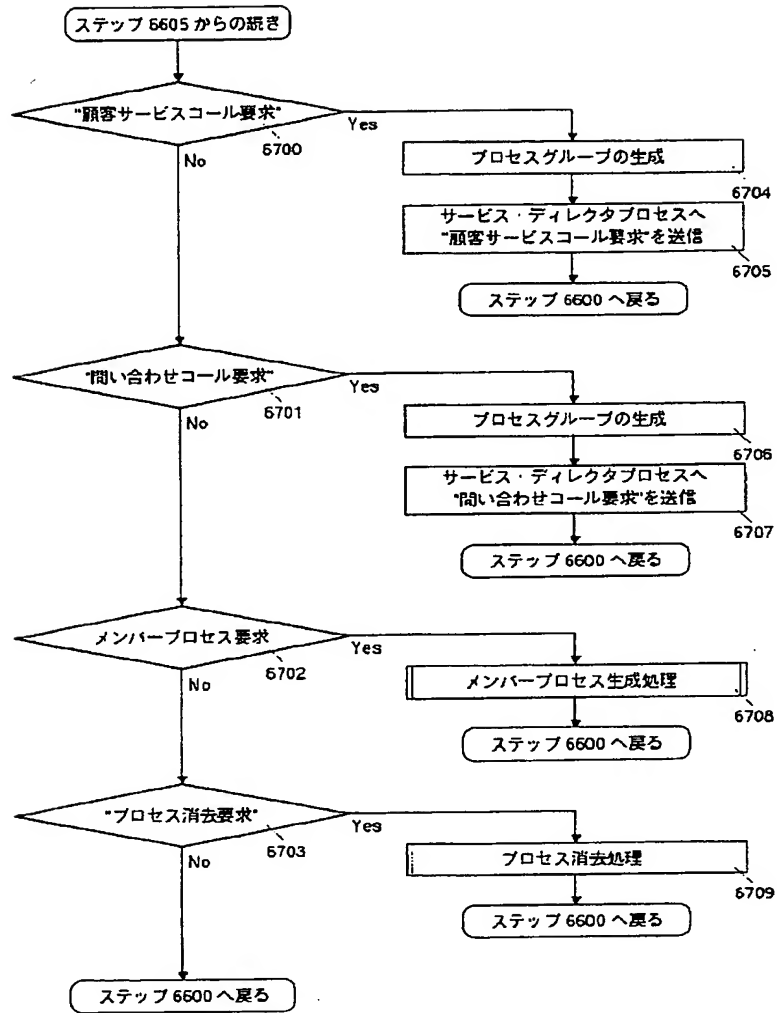 ステップ 6605 からの続き
"顧客サービスコール要求"
Yes
6700
No
プロセスグループの生成
6704
サービス・ディレクタプロセスへ
"顧客サービスコール要求"を送信
6705
ステップ 6600 へ戻る
"問い合わせコール要求"
Yes
6701
No
プロセスグループの生成
6706
サービス・ディレクタプロセスへ
"問い合わせコール要求"を送信
6707
ステップ 6600 へ戻る
メンバープロセス要求
Yes
6702
No
メンバープロセス生成処理
6708
ステップ 6600 へ戻る
"プロセス消去要求"
Yes
6703
No
プロセス消去処理
6709
ステップ 6600 へ戻る
ステップ 6600 へ戻る